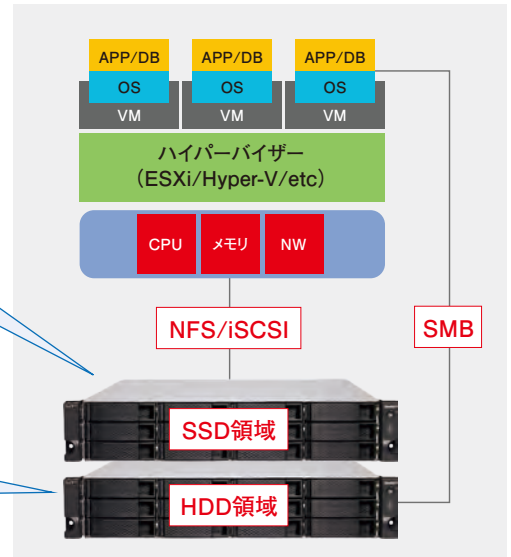 APP/DB APP/DB APP/DB
OS OS OS
VM VM VM
ハイパーバイザー
(ESXi/Hyper-V/etc)
CPU メモリ NW
NFS/iSCSI
SMB
SSD領域
HDD領域